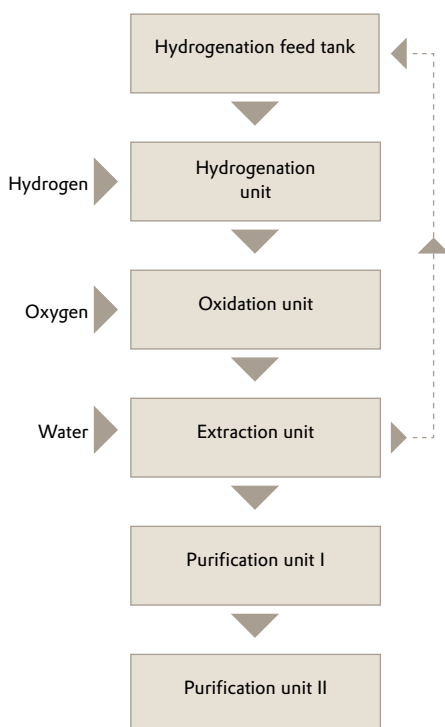 Hydrogenation feed tank
Hydrogen
Hydrogenation
unit
Oxygen
Oxidation unit
Water
Extraction unit
Purification unit I
Purification unit II